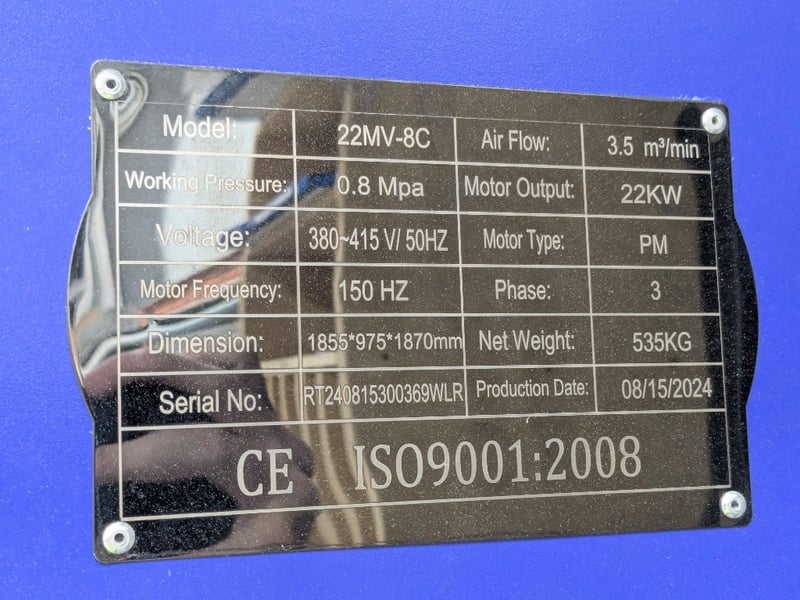 Model: 22MV-8C Air Flow: 3.5 m³/min
Working Pressure: 0.8 Mpa Motor Output: 22KW
Voltage: 380~415 V/ 50HZ Motor Type: PM
Motor Frequency: 150 HZ Phase: 3
Dimension: 1855*975*1870mm Net Weight: 535KG
Serial No: RT240815300369WLR Production Date: 08/15/2024
CE ISO9001:2008